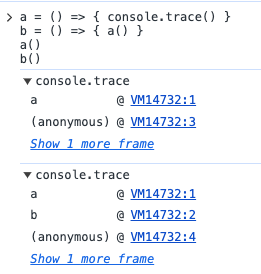 > a = () => { console.trace() }
b = () => { a() }
a()
b()
▼ console.trace
a @ VM14732:1
(anonymous) @ VM14732:3
Show 1 more frame
▼ console.trace
a @ VM14732:1
b @ VM14732:2
(anonymous) @ VM14732:4
Show 1 more frame